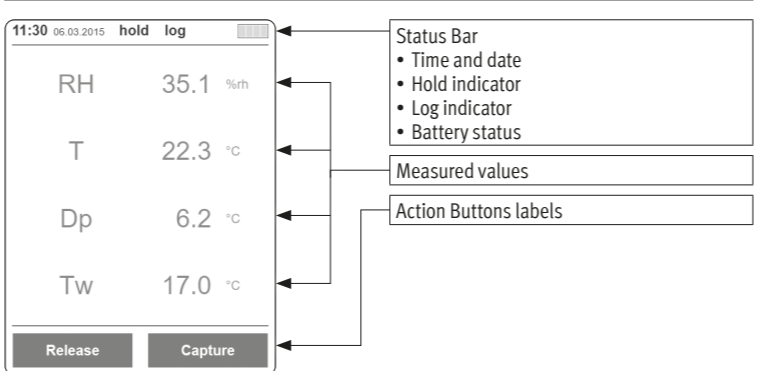 11:30 06.03.2015 hold log
RH 35.1 %rh
T 22.3 °C
Dp 6.2 °C
Tw 17.0 °C
Release Capture
Status Bar
• Time and date
• Hold indicator
• Log indicator
• Battery status
Measured values
Action Buttons labels